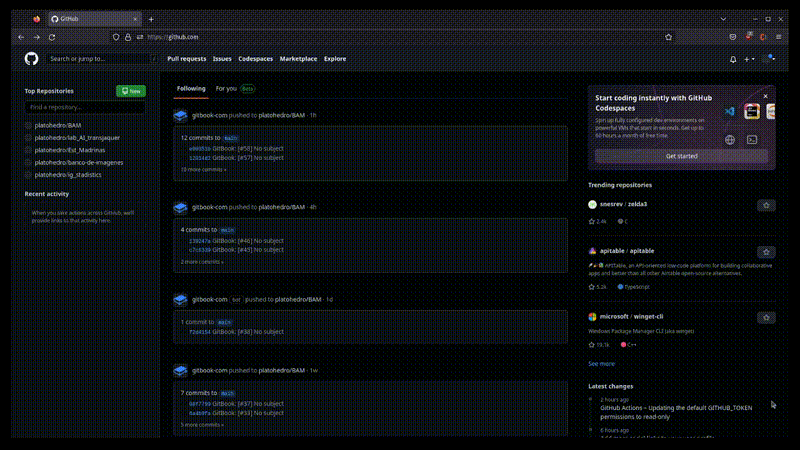 GitHub
https://github.com
Search or jump to...
Pull requests Issues Codespaces Marketplace Explore
Top Repositories
New
Find a repository...
platohedro/BAM
platohedro/lab_AI_transjaquer
platohedro/Est_Madrinas
platohedro/banco-de-imagenes
platohedro/ig_stadistics
Recent activity
When you take actions across GitHub, we'll
provide links to that activity here.
Following For you Beta
gitbook-com pushed to platohedro/BAM · 1h
12 commits to main
GitBook: [#58] No subject
GitBook: [#57] No subject
10 more commits »
gitbook-com pushed to platohedro/BAM · 4h
4 commits to main
GitBook: [#46] No subject
GitBook: [#45] No subject
2 more commits »
gitbook-com bot pushed to platohedro/BAM · 1d
1 commit to main
GitBook: [#38] No subject
gitbook-com pushed to platohedro/BAM · 1w
7 commits to main
GitBook: [#37] No subject
GitBook: [#33] No subject
5 more commits »
Start coding instantly with GitHub
Codespaces
Spin up fully configured dev environments on
powerful VMs that start in seconds. Get up to
60 hours a month of free time.
Get started
Trending repositories
snesrev / zelda3
2.4k C
apitable / apitable
APITable, an API-oriented low-code platform for building collaborative
apps and better than all other Airtable open-source alternatives.
5.2k TypeScript
microsoft / winget-cli
Windows Package Manager CLI (aka winget)
19.1k C++
See more
Latest changes
2 hours ago
GitHub Actions – Updating the default GITHUB_TOKEN
permissions to read-only
6 hours ago